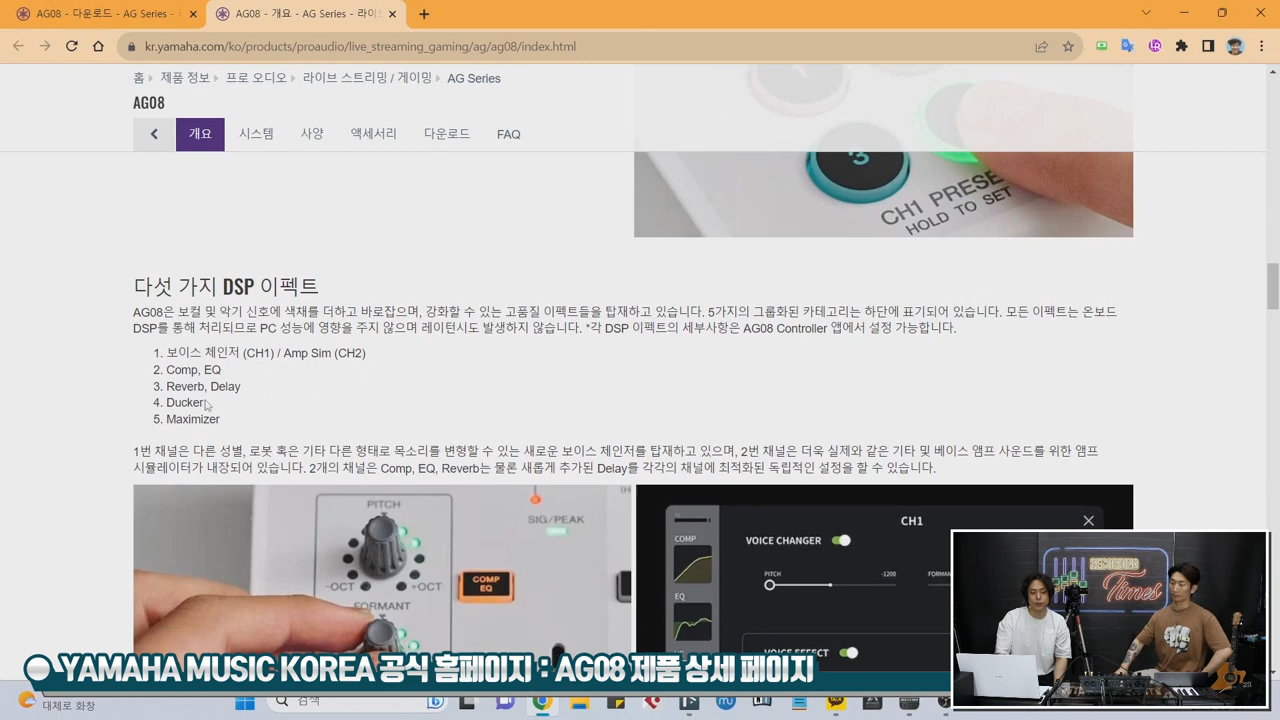 AG08 - 다운로드 - AG Series - 라
AG08 - 개요 - AG Series - 라이브
kr.yamaha.com/ko/products/proaudio/live_streaming_gaming/ag/ag08/index.html
홈 제품 정보 프로 오디오 라이브 스트리밍 / 게이밍 AG Series
AG08
개요 시스템 사양 액세서리 다운로드 FAQ
3
CH1 PRESET
HOLD TO SET
다섯 가지 DSP 이펙트
AG08은 보컬 및 악기 신호에 색채를 더하고 바로잡으며, 강화할 수 있는 고품질 이펙트들을 탑재하고 있습니다. 5가지의 그룹화된 카테고리는 하단에 표기되어 있습니다. 모든 이펙트는 온보드
DSP를 통해 처리되므로 PC 성능에 영향을 주지 않으며 레이턴시도 발생하지 않습니다. *각 DSP 이펙트의 세부사항은 AG08 Controller 앱에서 설정 가능합니다.
1. 보이스 체인저 (CH1) / Amp Sim (CH2)
2. Comp, EQ
3. Reverb, Delay
4. Ducker
5. Maximizer
1번 채널은 다른 성별, 로봇 혹은 기타 다른 형태로 목소리를 변형할 수 있는 새로운 보이스 체인저를 탑재하고 있으며, 2번 채널은 더욱 실제와 같은 기타 및 베이스 앰프 사운드를 위한 앰프
시뮬레이터가 내장되어 있습니다. 2개의 채널은 Comp, EQ, Reverb는 물론 새롭게 추가된 Delay를 각각의 채널에 최적화된 독립적인 설정을 할 수 있습니다.
PITCH
-OCT +OCT
FORMANT
SIG/PEAK
COMP
EQ
CH1
COMP
VOICE CHANGER
PITCH -1200
EQ
VOICE EFFECT
RECORDING
Times
YAMAHA MUSIC KOREA 공식 홈페이지 : AG08 제품 상세 페이지
대체로 화창
검색